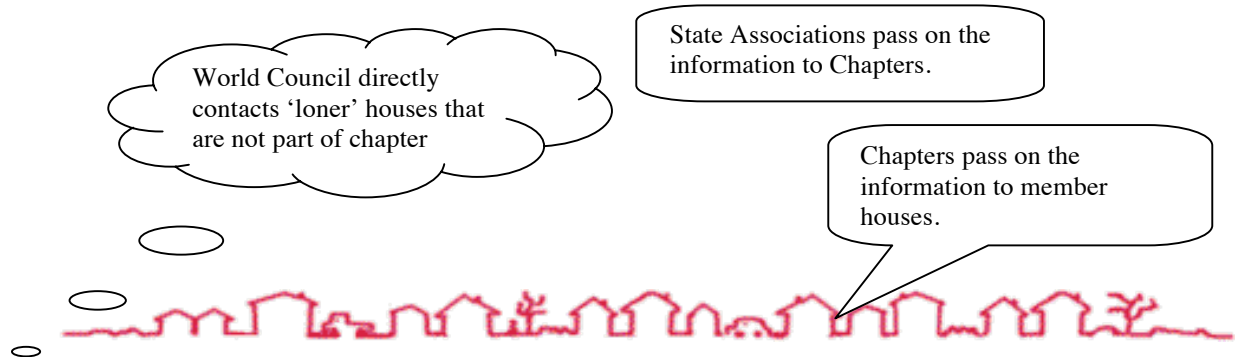 World Council directly
contacts ‘loner’ houses that
are not part of chapter
State Associations pass on the
information to Chapters.
Chapters pass on the
information to member
houses.